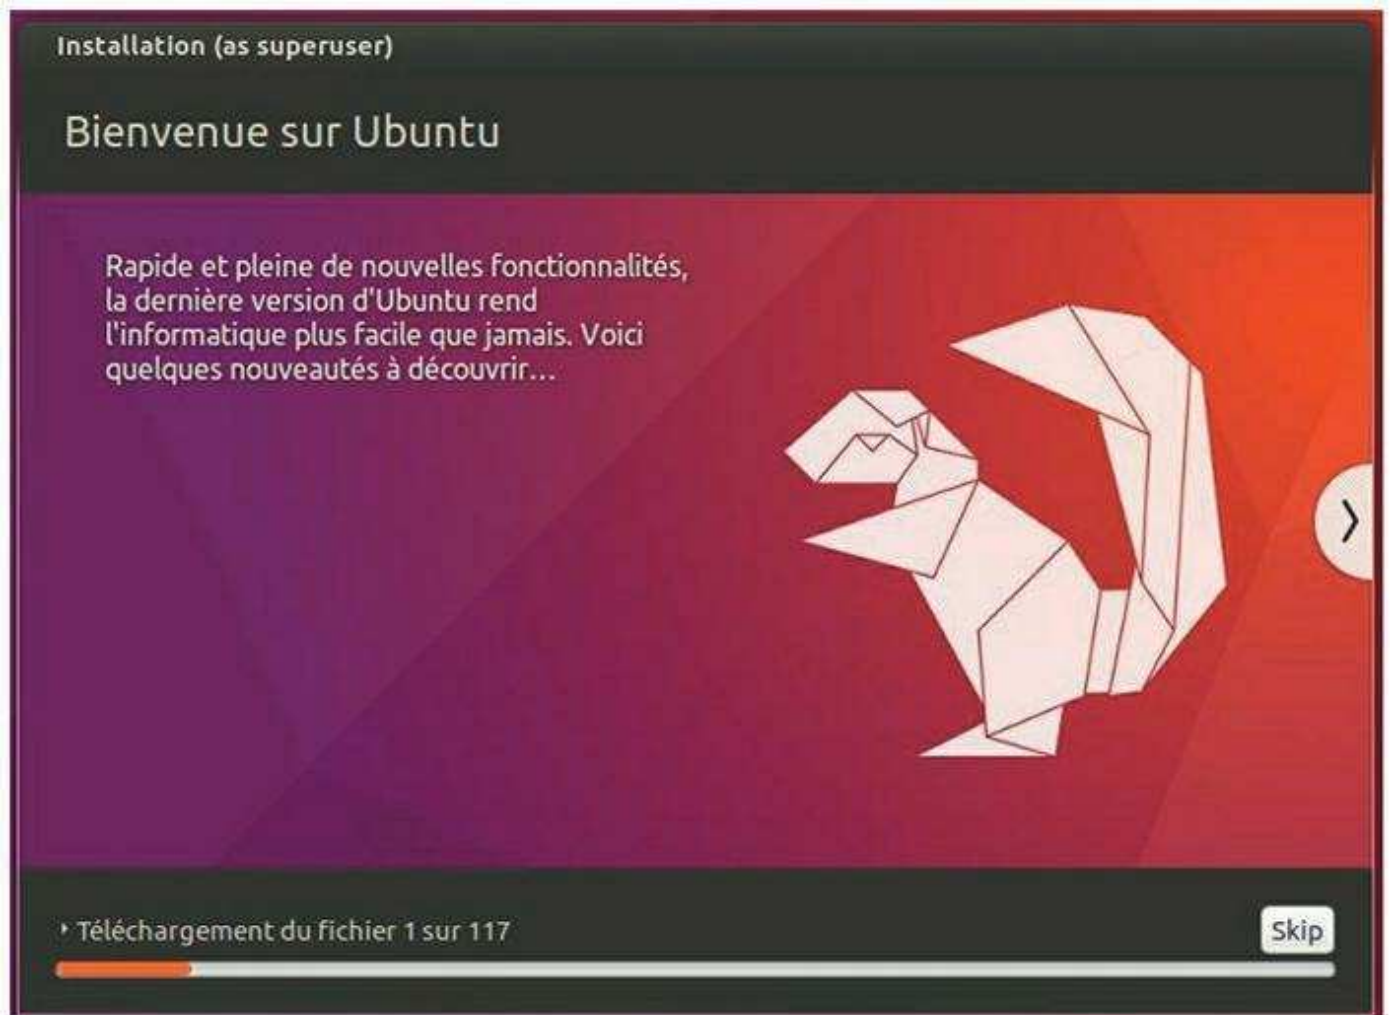 Installation (as superuser)
Bienvenue sur Ubuntu
Rapide et pleine de nouvelles fonctionnalités,
la dernière version d'Ubuntu rend
l'informatique plus facile que jamais. Voici
quelques nouveautés à découvrir...
Téléchargement du fichier 1 sur 117
Skip